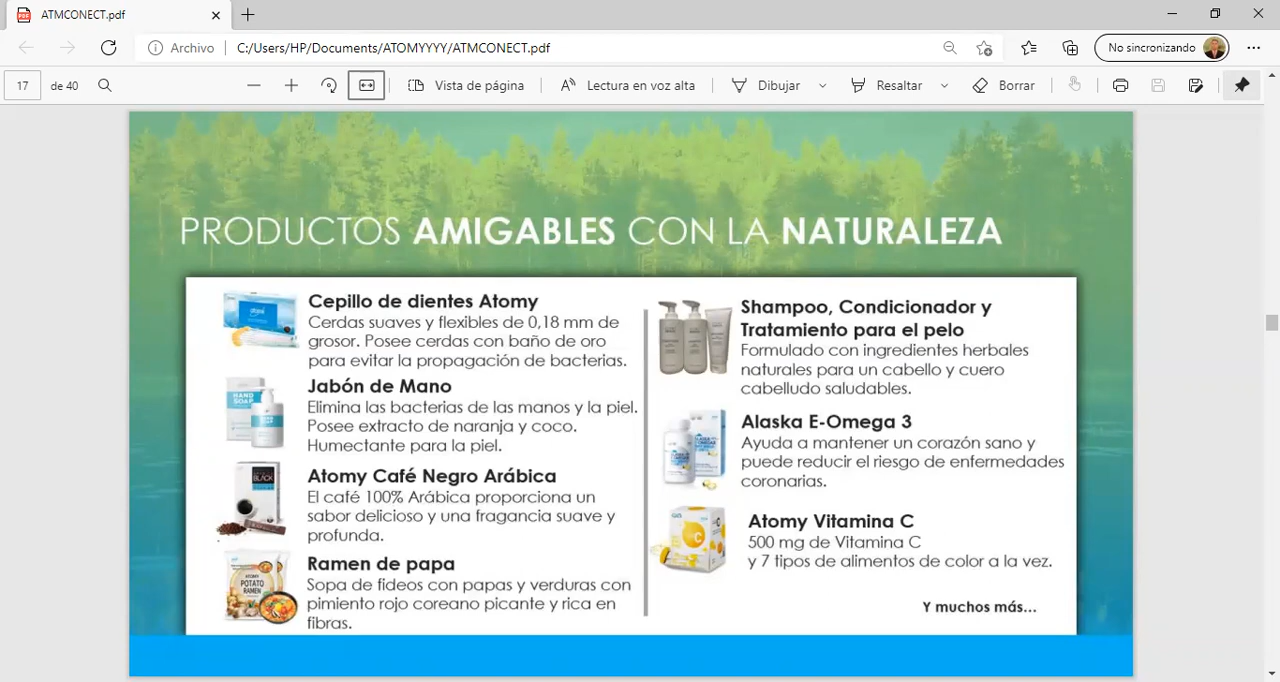 ATMCONECT.pdf
Archivo
C:/Users/HP/Documents/ATOMYYYY/ATMCONECT.pdf
No sincronizando
17
de 40
Vista de página
Lectura en voz alta
Dibujar
Resaltar
Borrar
PRODUCTOS AMIGABLES CON LA NATURALEZA
Cepillo de dientes Atomy
Cerdas suaves y flexibles de 0,18 mm de
grosor. Posee cerdas con baño de oro
para evitar la propagación de bacterias.
HAND
SOAP
Jabón de Mano
Elimina las bacterias de las manos y la piel.
Posee extracto de naranja y coco.
Humectante para la piel.
BLACK
Atomy Café Negro Arábica
El café 100% Arábica proporciona un
sabor delicioso y una fragancia suave y
profunda.
ATOMY
POTATO
RAMEN
Ramen de papa
Sopa de fideos con papas y verduras con
pimiento rojo coreano picante y rica en
fibras.
Shampoo, Condicionador y
Tratamiento para el pelo
Formulado con ingredientes herbales
naturales para un cabello y cuero
cabelludo saludables.
Alaska E-Omega 3
Ayuda a mantener un corazón sano y
puede reducir el riesgo de enfermedades
coronarias.
Atomy Vitamina C
500 mg de Vitamina C
y 7 tipos de alimentos de color a la vez.
Y muchos más...